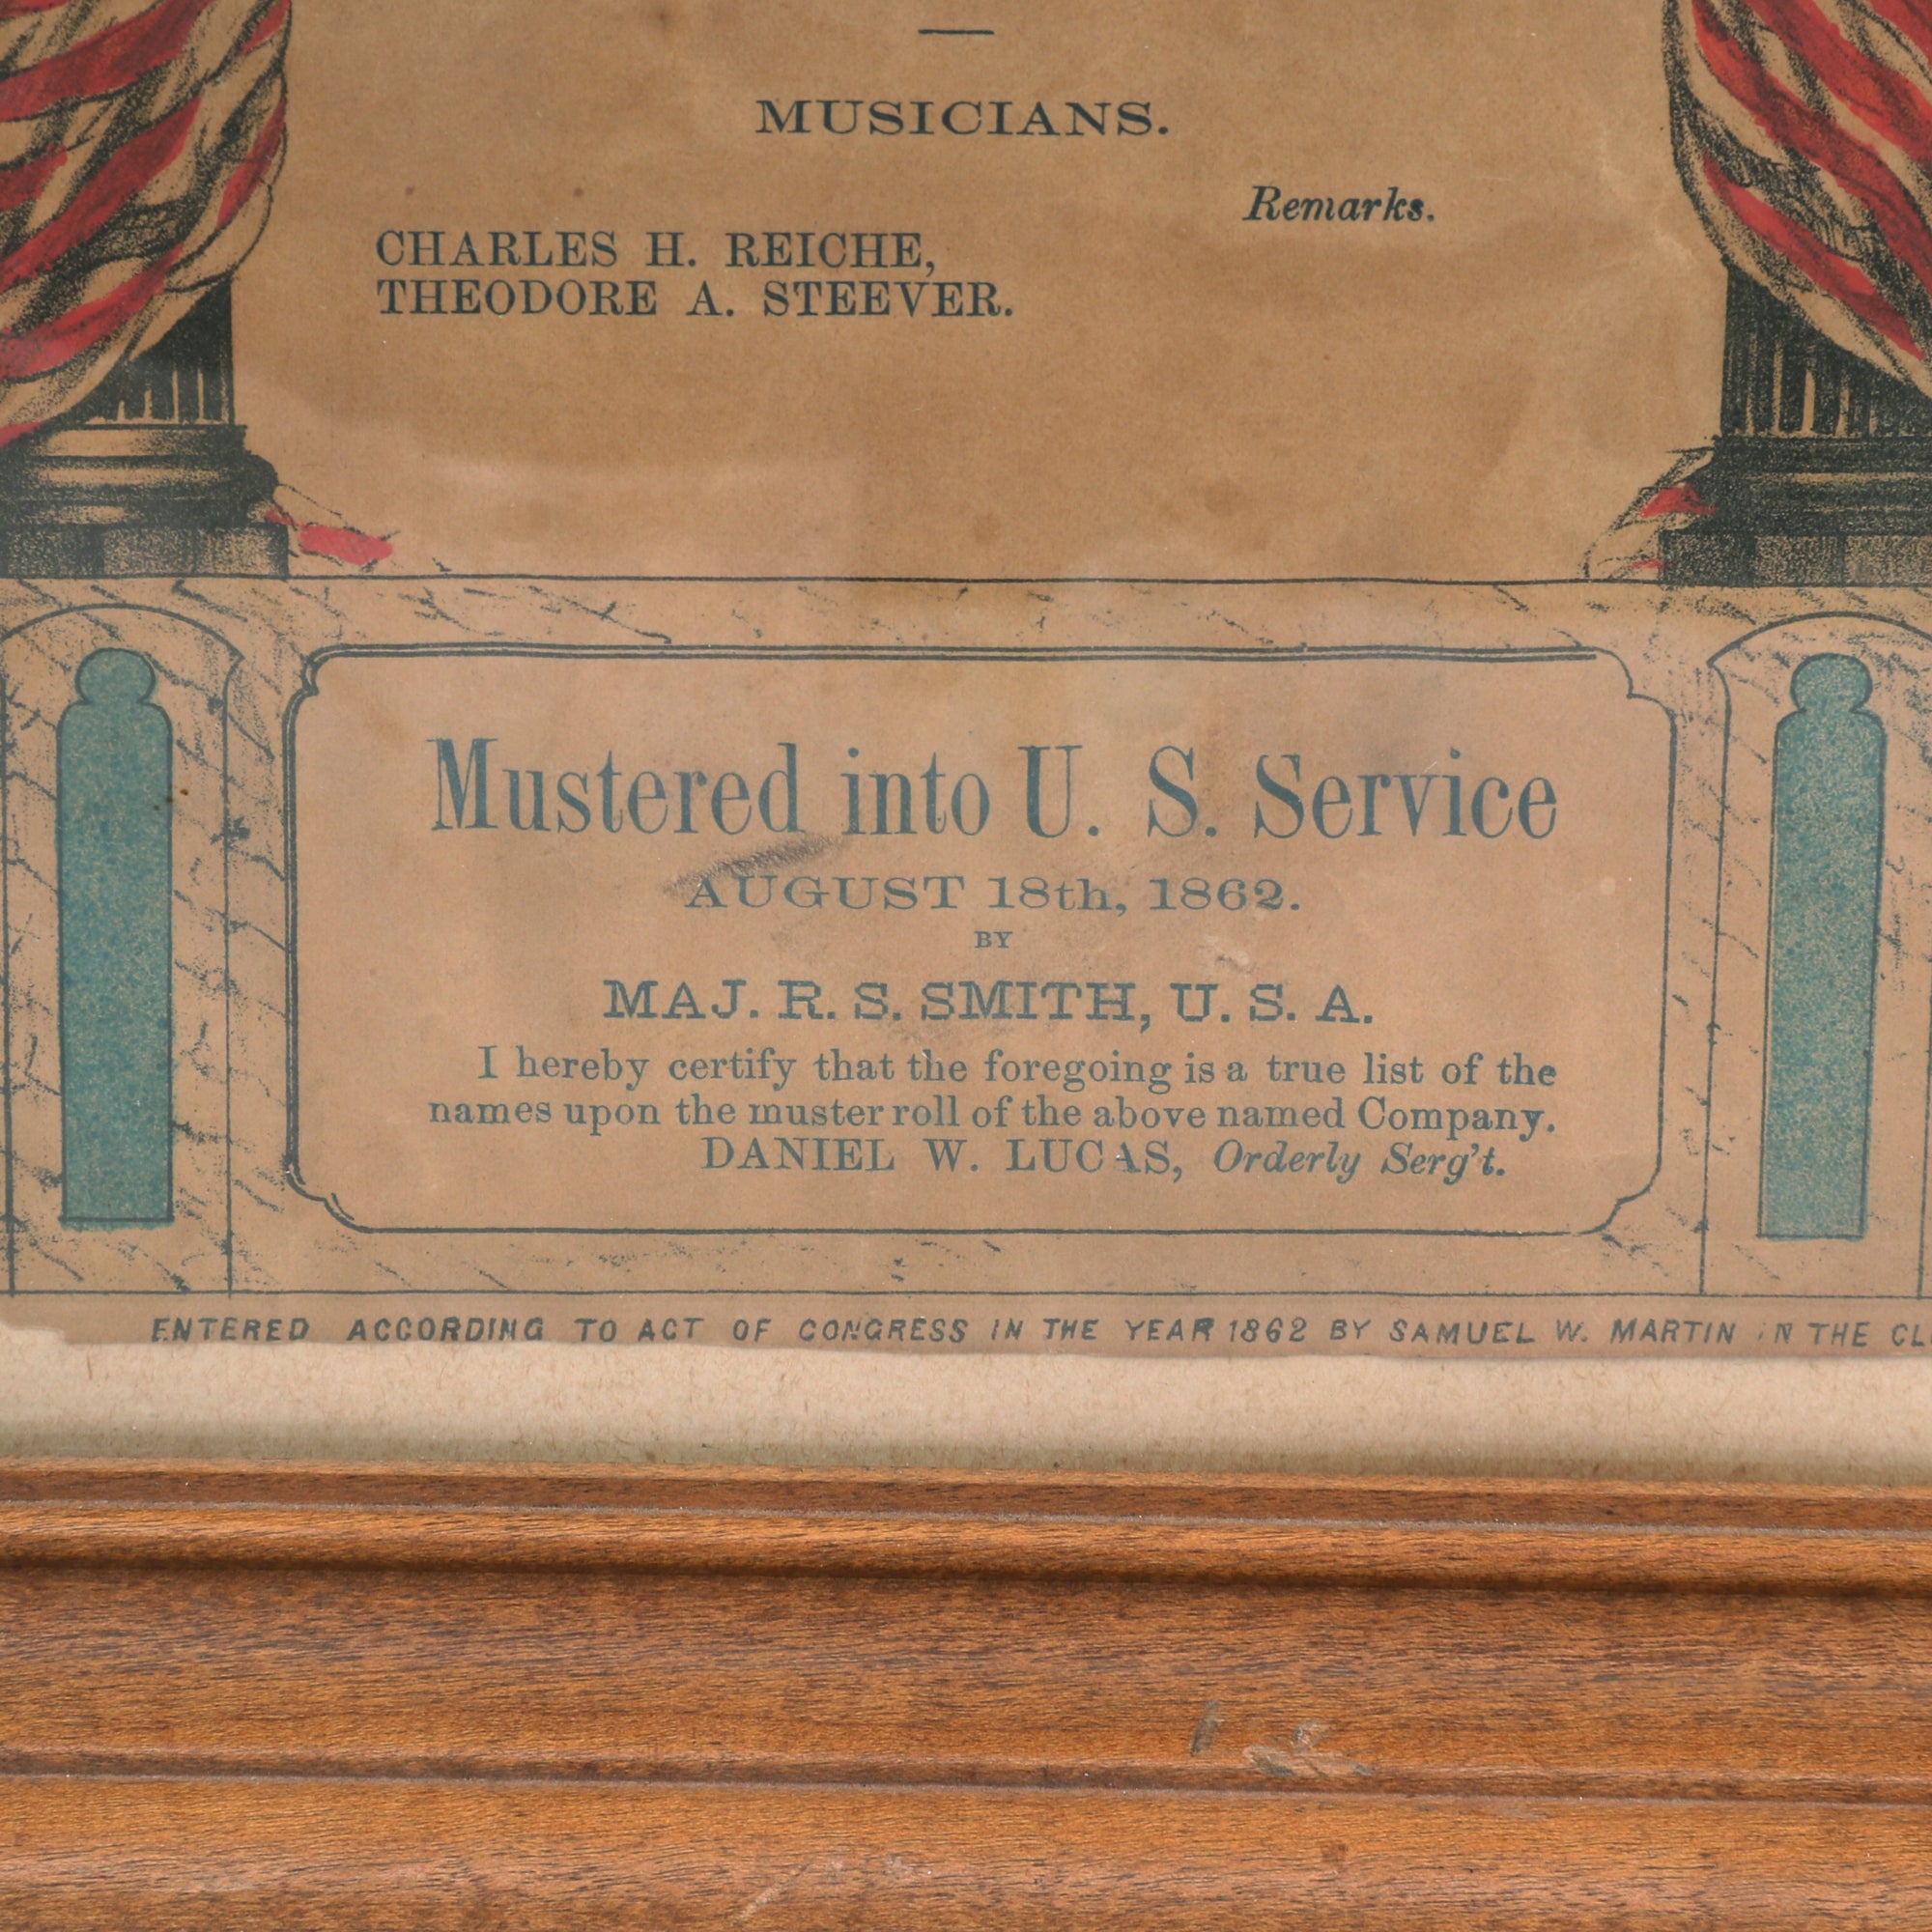 MUSICIANS.
Remarks.
CHARLES H. REICHE,
THEODORE A. STEEVER.
Mustered into U. S. Service
AUGUST 18th, 1862.
BY
MAJ. R. S. SMITH, U. S. A.
I hereby certify that the foregoing is a true list of the
names upon the muster roll of the above named Company.
DANIEL W. LUCAS, Orderly Serg't.
ENTERED ACCORDING TO ACT OF CONGRESS IN THE YEAR 1862 BY SAMUEL W. MARTIN IN THE CL